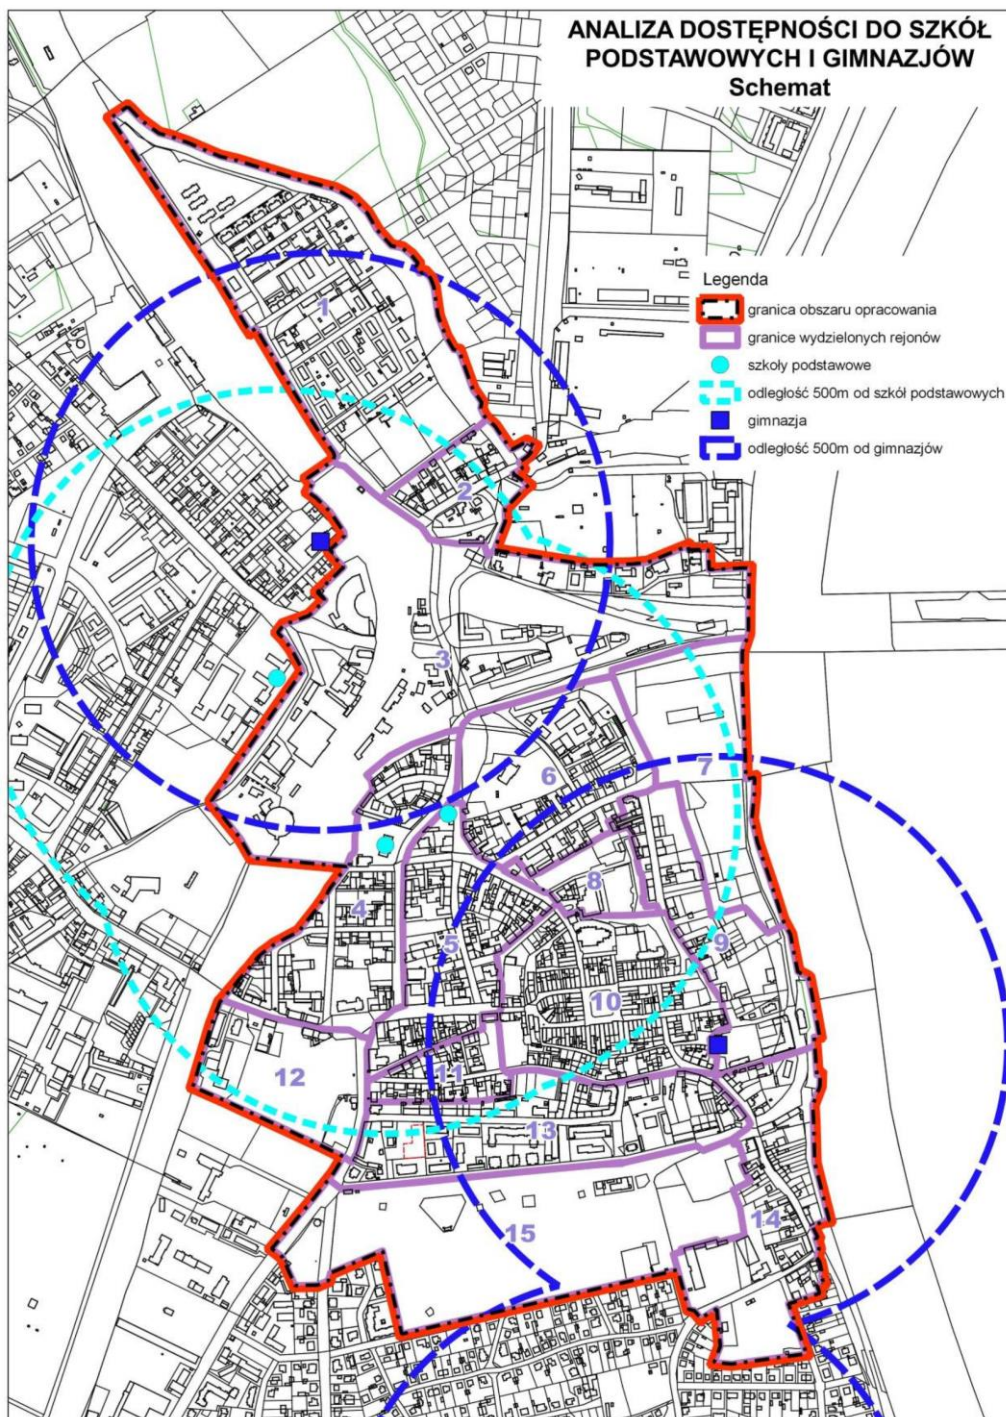 ANALIZA DOSTĘPNOŚCI DO SZKÓŁ
PODSTAWOWYCH I GIMNAZJÓW
Schemat
Legenda
granica obszaru opracowania
granice wydzielonych rejonów
szkoły podstawowe
odległość 500m od szkół podstawowych
gimnazja
odległość 500m od gimnazjów
1
2
3
6
7
8
4
5
9
10
11
12
13
14
15